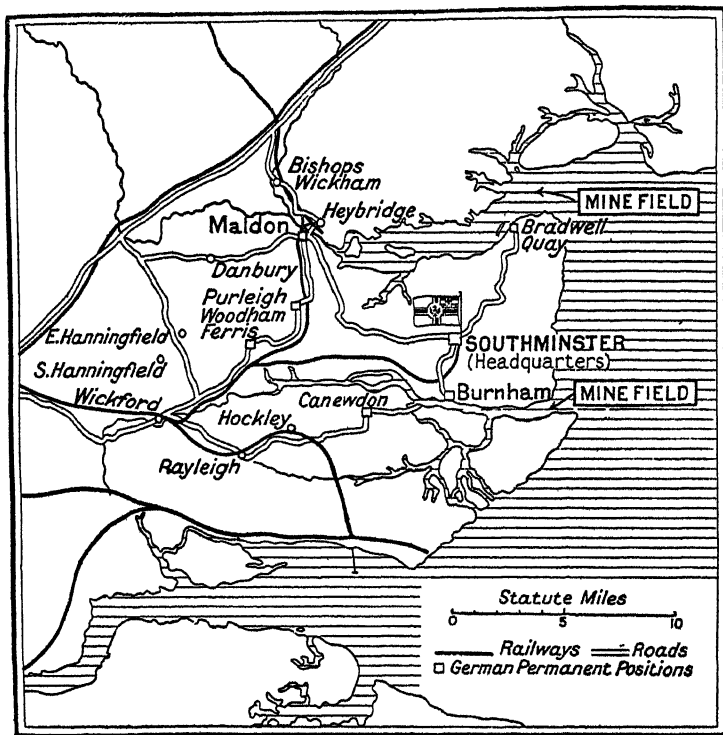 Bishops
Wickham
MINE FIELD
Heybridge
Maldon
Bradwell
Quay
Danbury
Purleigh
Woodham
Ferris
E.Hanningfield
SOUTHMINSTER
(Headquarters)
S.Hanningfield
Wickford
Canewdon
Burnham
MINE FIELD
Hockley
Rayleigh
Statute Miles
0 5 10
Railways Roads
German Permanent Positions